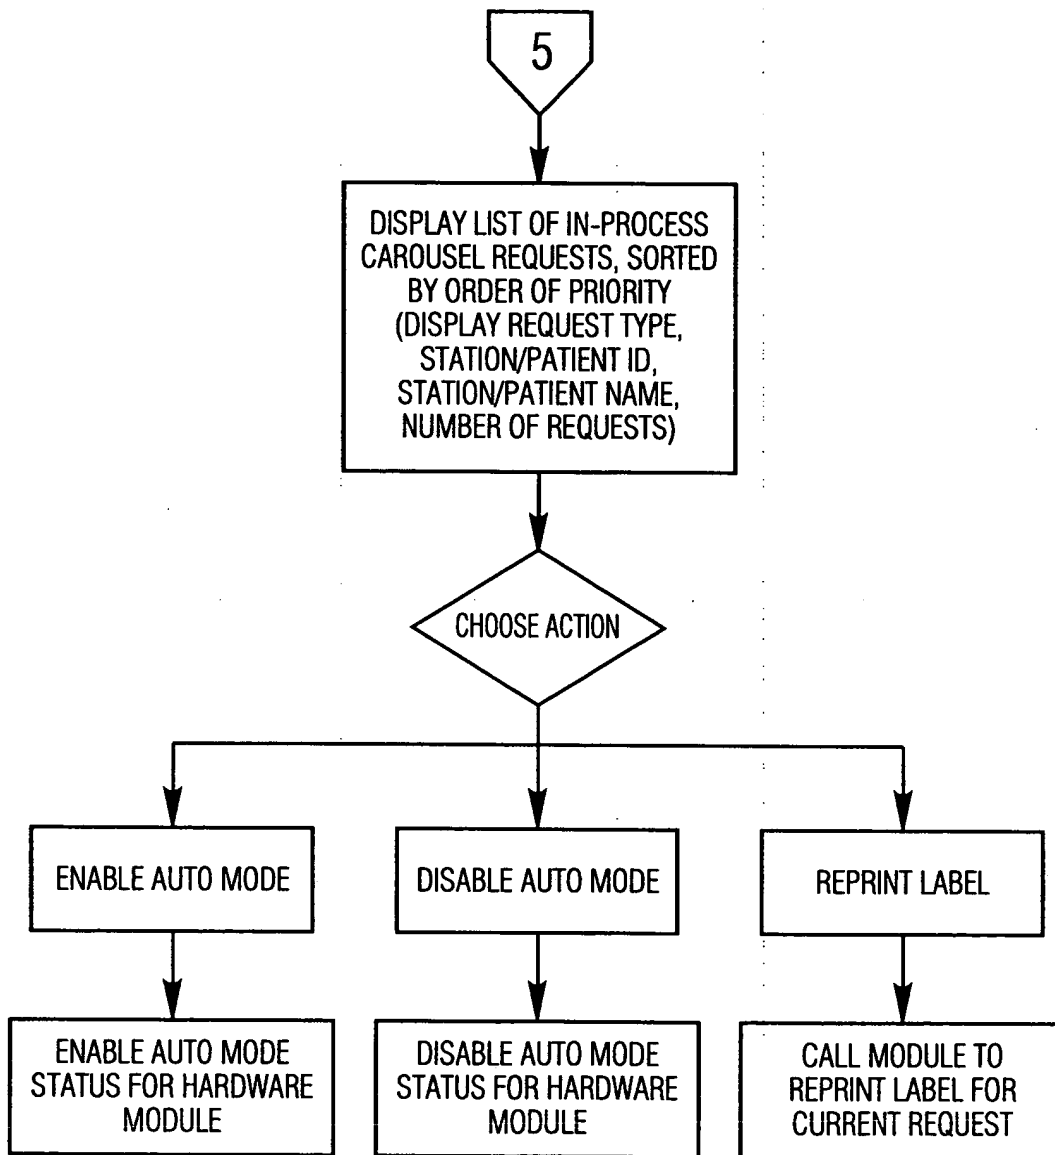 5
DISPLAY LIST OF IN-PROCESS
CAROUSEL REQUESTS, SORTED
BY ORDER OF PRIORITY
(DISPLAY REQUEST TYPE,
STATION/PATIENT ID,
STATION/PATIENT NAME,
NUMBER OF REQUESTS)
CHOOSE ACTION
ENABLE AUTO MODE
DISABLE AUTO MODE
REPRINT LABEL
ENABLE AUTO MODE
STATUS FOR HARDWARE
MODULE
DISABLE AUTO MODE
STATUS FOR HARDWARE
MODULE
CALL MODULE TO
REPRINT LABEL FOR
CURRENT REQUEST